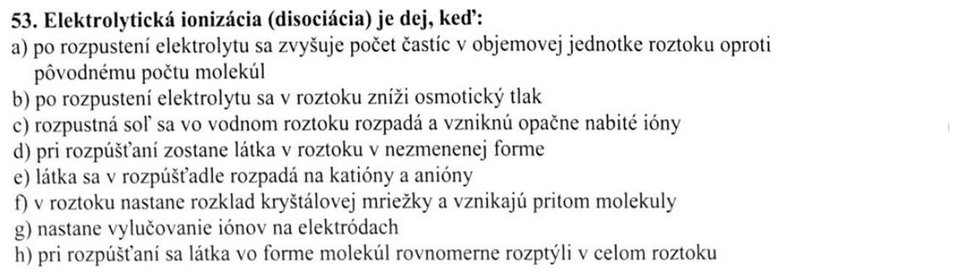 53. Elektrolytická ionizácia (disociácia) je dej, keď:
a) po rozpustení elektrolytu sa zvyšuje počet častíc v objemovej jednotke roztoku oproti
pôvodnému počtu molekúl
b) po rozpustení elektrolytu sa v roztoku zníži osmotický tlak
c) rozpustná soľ sa vo vodnom roztoku rozpadá a vzniknú opačne nabité ióny
d) pri rozpúšťaní zostane látka v roztoku v nezmenenej forme
e) látka sa v rozpúšťadle rozpadá na katióny a anióny
f) v roztoku nastane rozklad kryštálovej mriežky a vznikajú pritom molekuly
g) nastane vylučovanie iónov na elektródach
h) pri rozpúšťaní sa látka vo forme molekúl rovnomerne rozptýli v celom roztoku